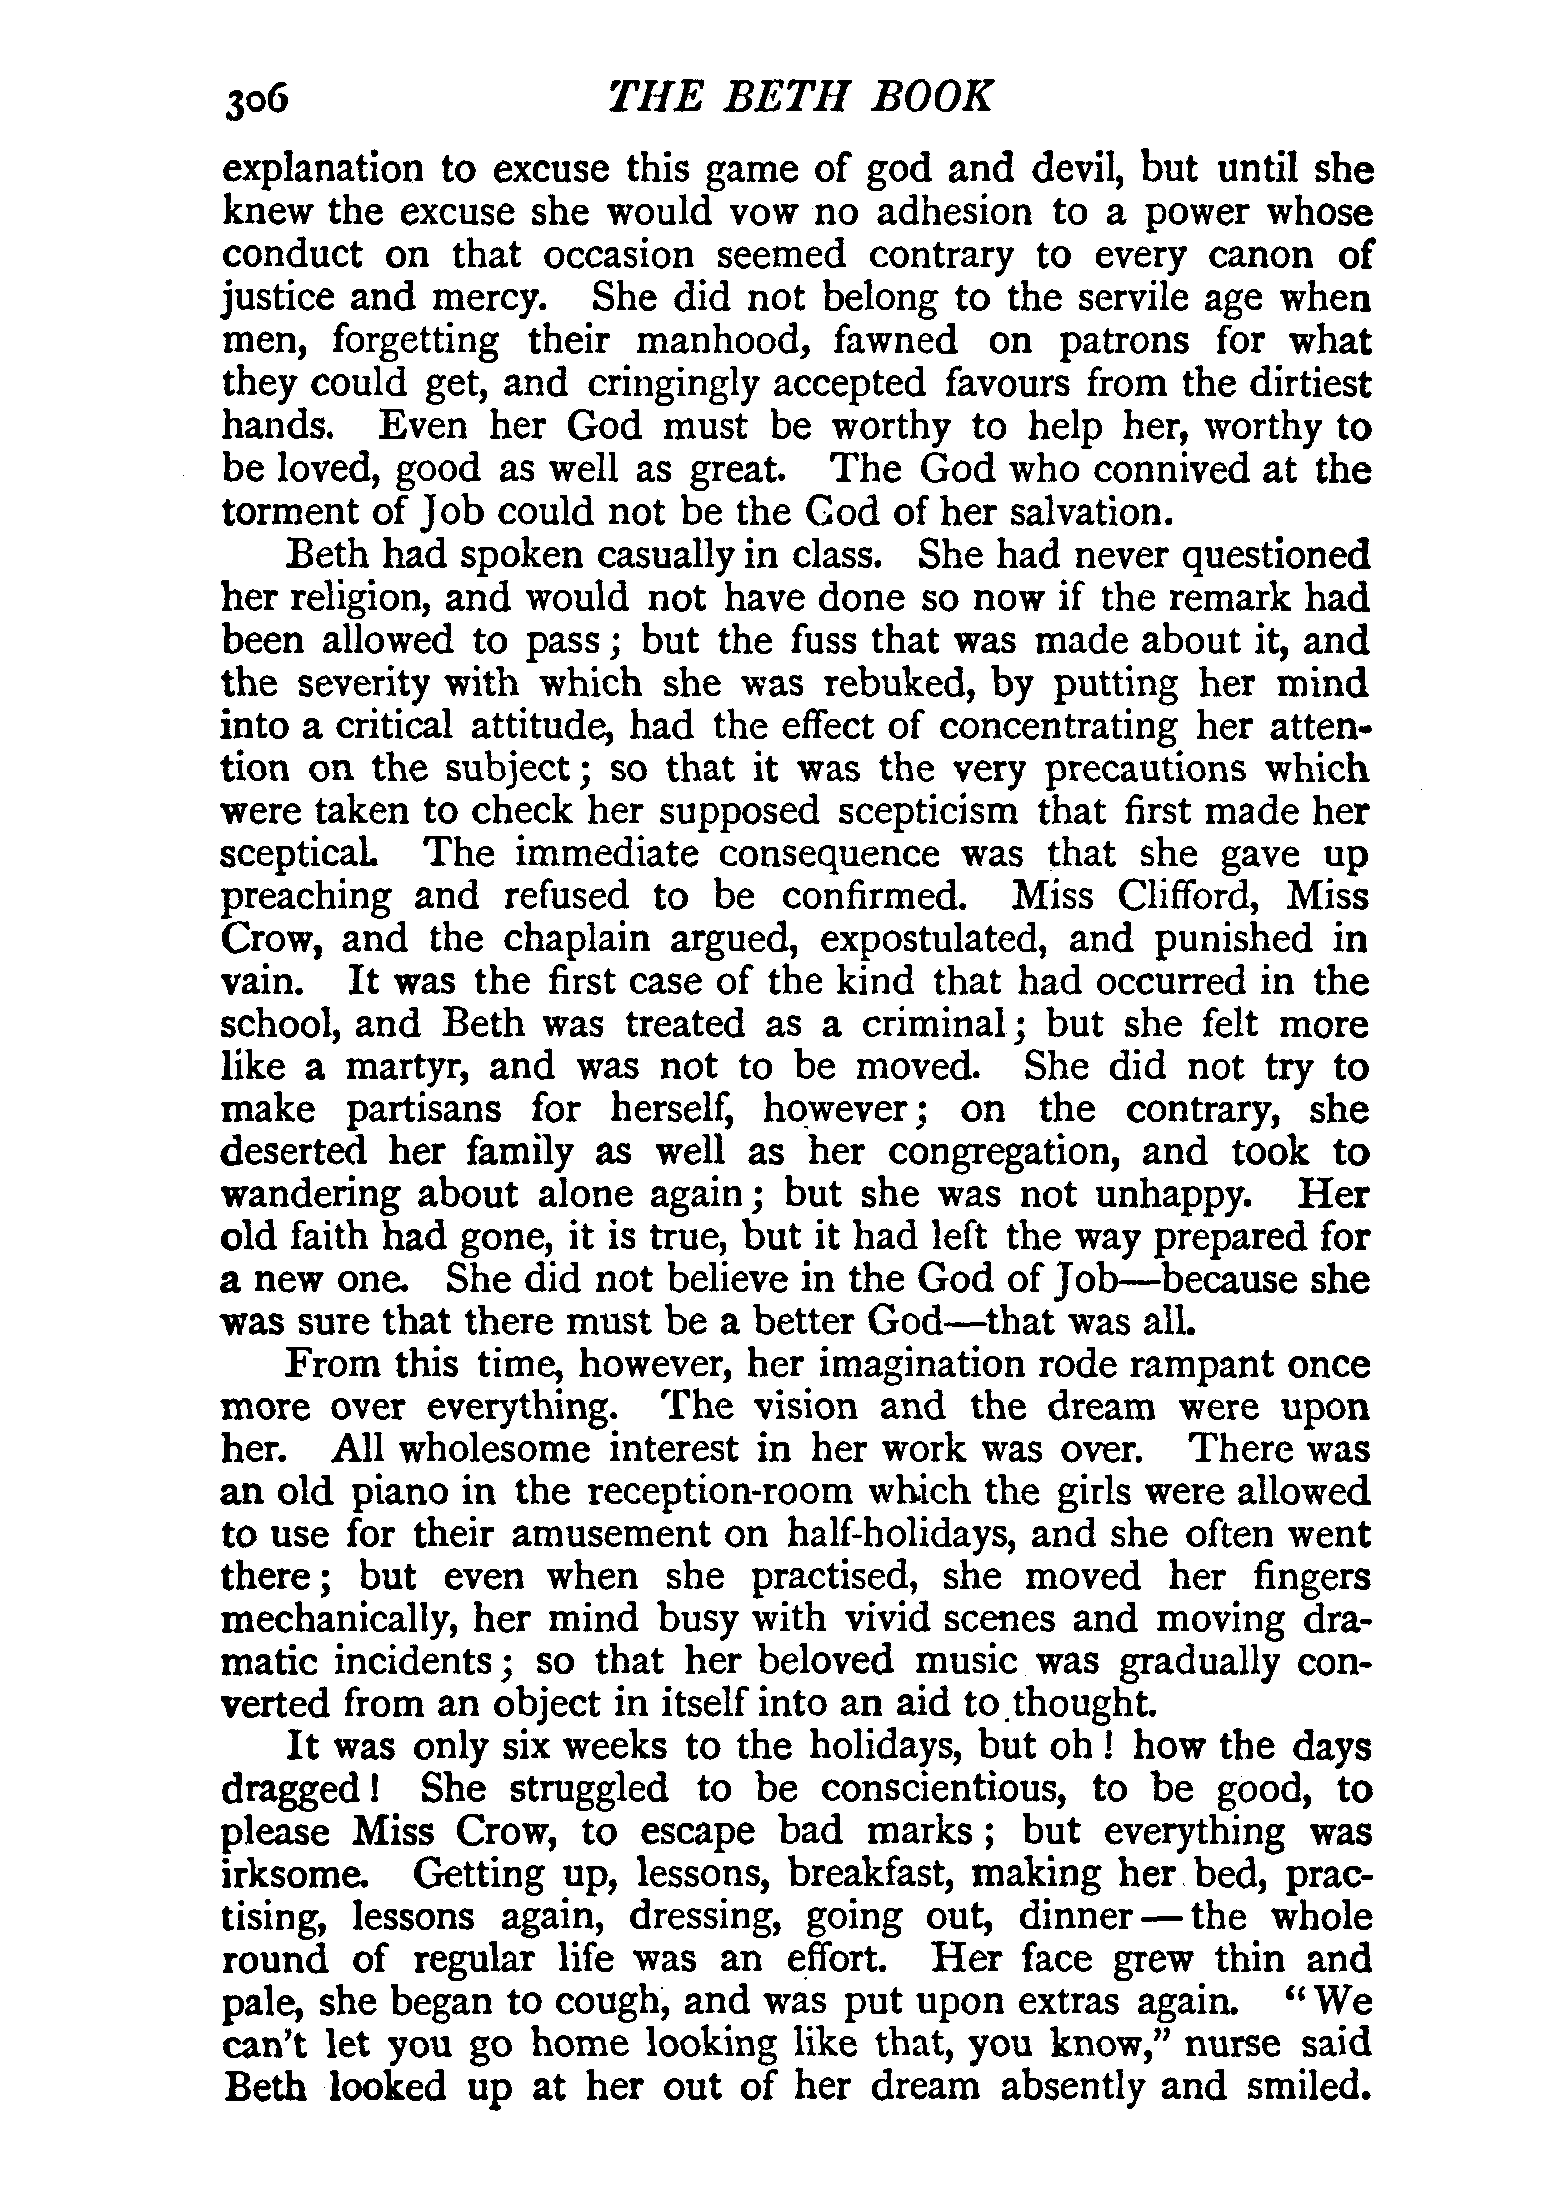 306 THE BETH BOOK
explanation to excuse this game of god and devil, but until she
knew the excuse she would vow no adhesion to a power whose
conduct on that occasion seemed contrary to every canon of
justice and mercy. She did not belong to the servile age when
men, forgetting their manhood, fawned on patrons for what
they could get, and cringingly accepted favours from the dirtiest
hands. Even her God must be worthy to help her, worthy to
be loved, good as well as great. The God who connived at the
torment of Job could not be the God of her salvation.
Beth had spoken casually in class. She had never questioned
her religion, and would not have done so now if the remark had
been allowed to pass; but the fuss that was made about it, and
the severity with which she was rebuked, by putting her mind
into a critical attitude, had the effect of concentrating her atten-
tion on the subject; so that it was the very precautions which
were taken to check her supposed scepticism that first made her
sceptical. The immediate consequence was that she gave up
preaching and refused to be confirmed. Miss Clifford, Miss
Crow, and the chaplain argued, expostulated, and punished in
vain. It was the first case of the kind that had occurred in the
school, and Beth was treated as a criminal; but she felt more
like a martyr, and was not to be moved. She did not try to
make partisans for herself, however; on the contrary, she
deserted her family as well as her congregation, and took to
wandering about alone again; but she was not unhappy. Her
old faith had gone, it is true, but it had left the way prepared for
a new one. She did not believe in the God of Job—because she
was sure that there must be a better God—that was all.
From this time, however, her imagination rode rampant once
more over everything. The vision and the dream were upon
her. All wholesome interest in her work was over. There was
an old piano in the reception-room which the girls were allowed
to use for their amusement on half-holidays, and she often went
there; but even when she practised, she moved her fingers
mechanically, her mind busy with vivid scenes and moving dra-
matic incidents; so that her beloved music was gradually con-
verted from an object in itself into an aid to thought.
It was only six weeks to the holidays, but oh! how the days
dragged! She struggled to be conscientious, to be good, to
please Miss Crow, to escape bad marks; but everything was
irksome. Getting up, lessons, breakfast, making her bed, prac-
tising, lessons again, dressing, going out, dinner—the whole
round of regular life was an effort. Her face grew thin and
pale, she began to cough, and was put upon extras again. “We
can't let you go home looking like that, you know,” nurse said
Beth looked up at her out of her dream absently and smiled.